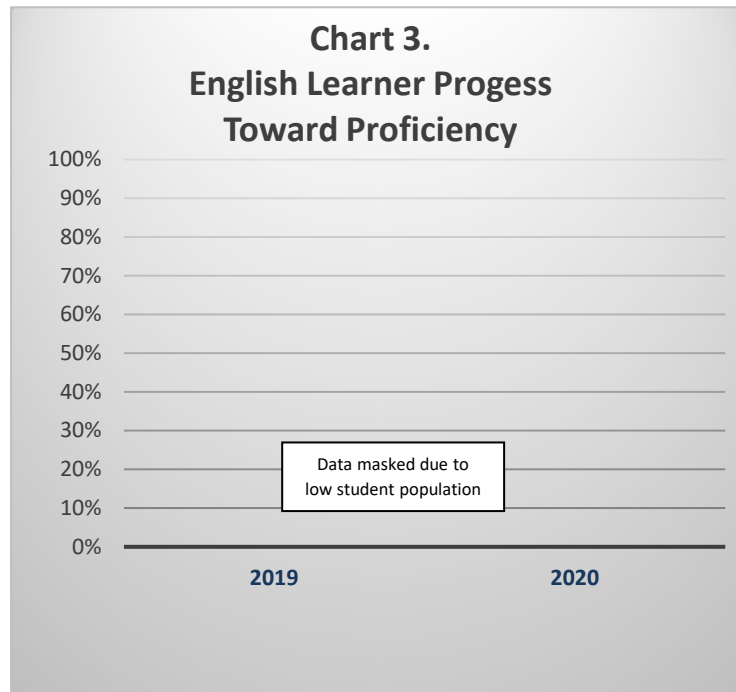 Chart 3.
English Learner Progess
Toward Proficiency
100%
90%
80%
70%
60%
50%
40%
30%
20%
10%
0%
Data masked due to
low student population
2019 2020